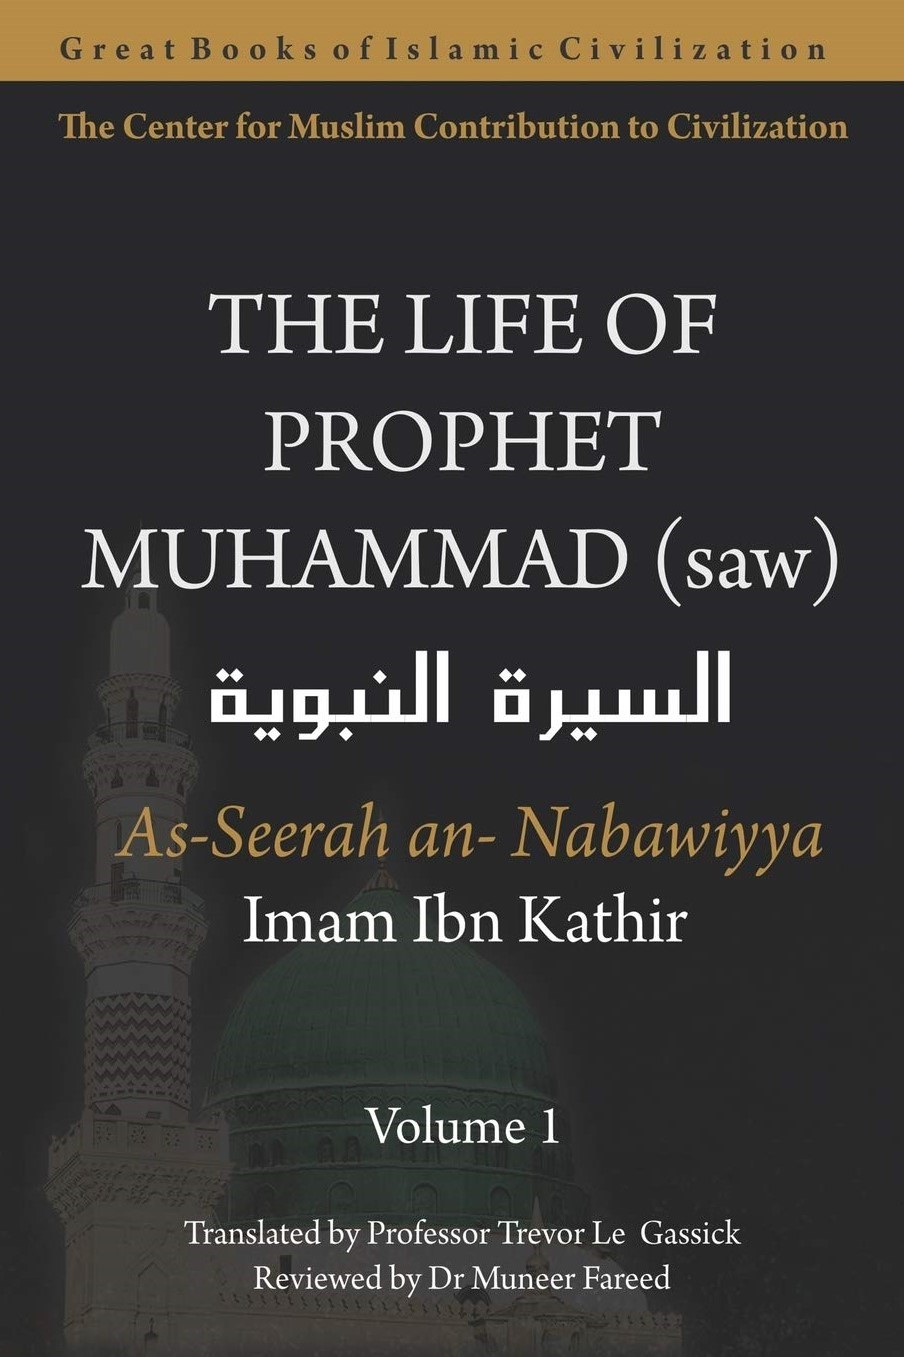 Great Books of Islamic Civilization
The Center for Muslim Contribution to Civilization
THE LIFE OF
PROPHET
MUHAMMAD (saw)
السيرة النبوية
As-Seerah an- Nabawiyya
Imam Ibn Kathir
Volume 1
Translated by Professor Trevor Le Gassick
Reviewed by Dr Muneer Fareed